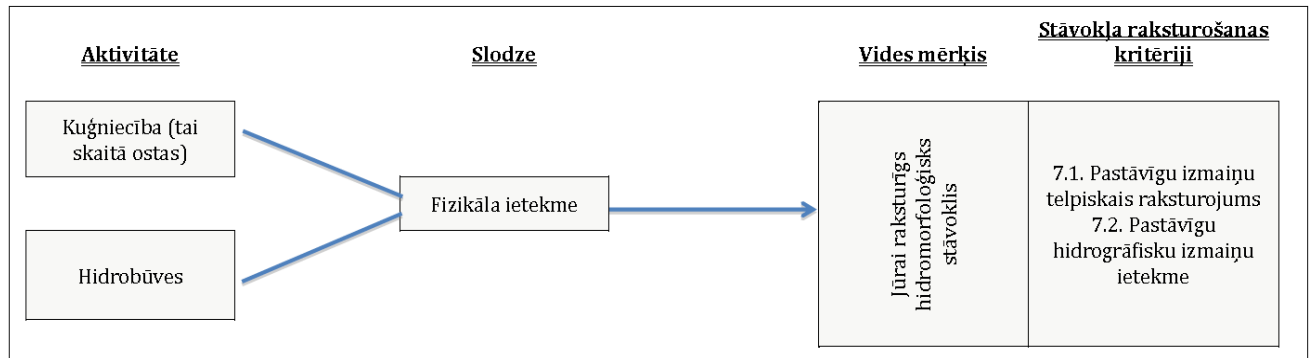 Aktivitāte
Slodze
Vides mērķis
Stāvokļa raksturošanas
kritēriji
Kuģniecība (tai
skaitā ostas)
Hidrobūves
Fizikāla ietekme
Jūrai raksturīgs
hidromorfoloģisks
stāvoklis
7.1. Pastāvīgu izmaiņu
telpiskais raksturojums
7.2. Pastāvīgu
hidrogrāfisku izmaiņu
ietekme